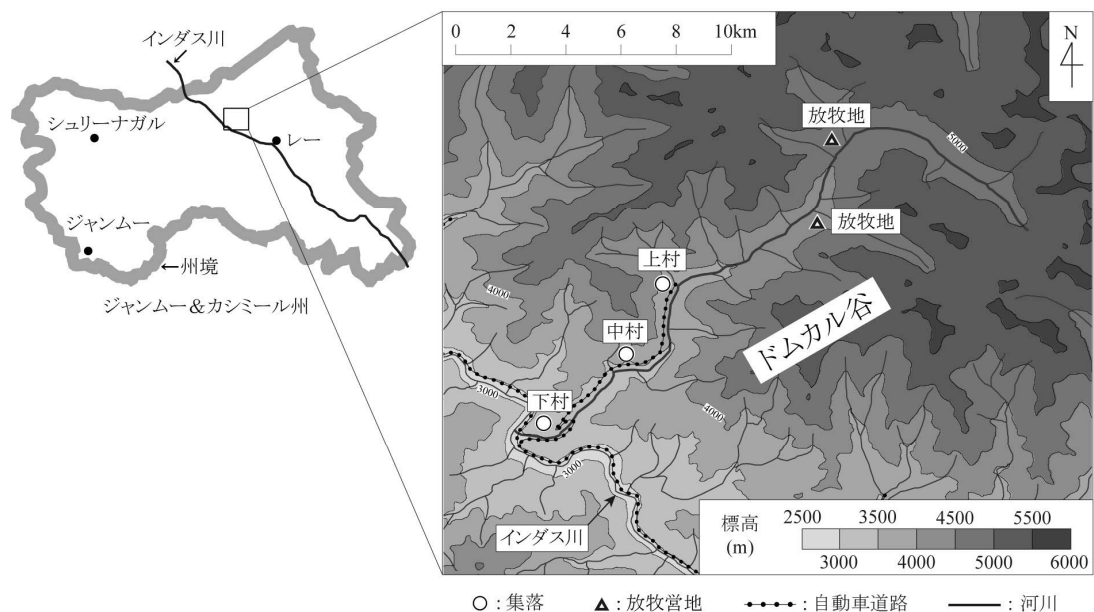 インダス川
シュリーナガル
レー
ジャンムー
←州境
ジャンムー&カシミール州
0 2 4 6 8 10km
N
放牧地
5000
放牧地
上村
4000
ドムカル谷
中村
3000
下村
4000
3000
インダス川
標高
(m)
2500 3500 4500 5500
3000 4000 5000 6000
○:集落 ▲:放牧営地 :自動車道路 :河川